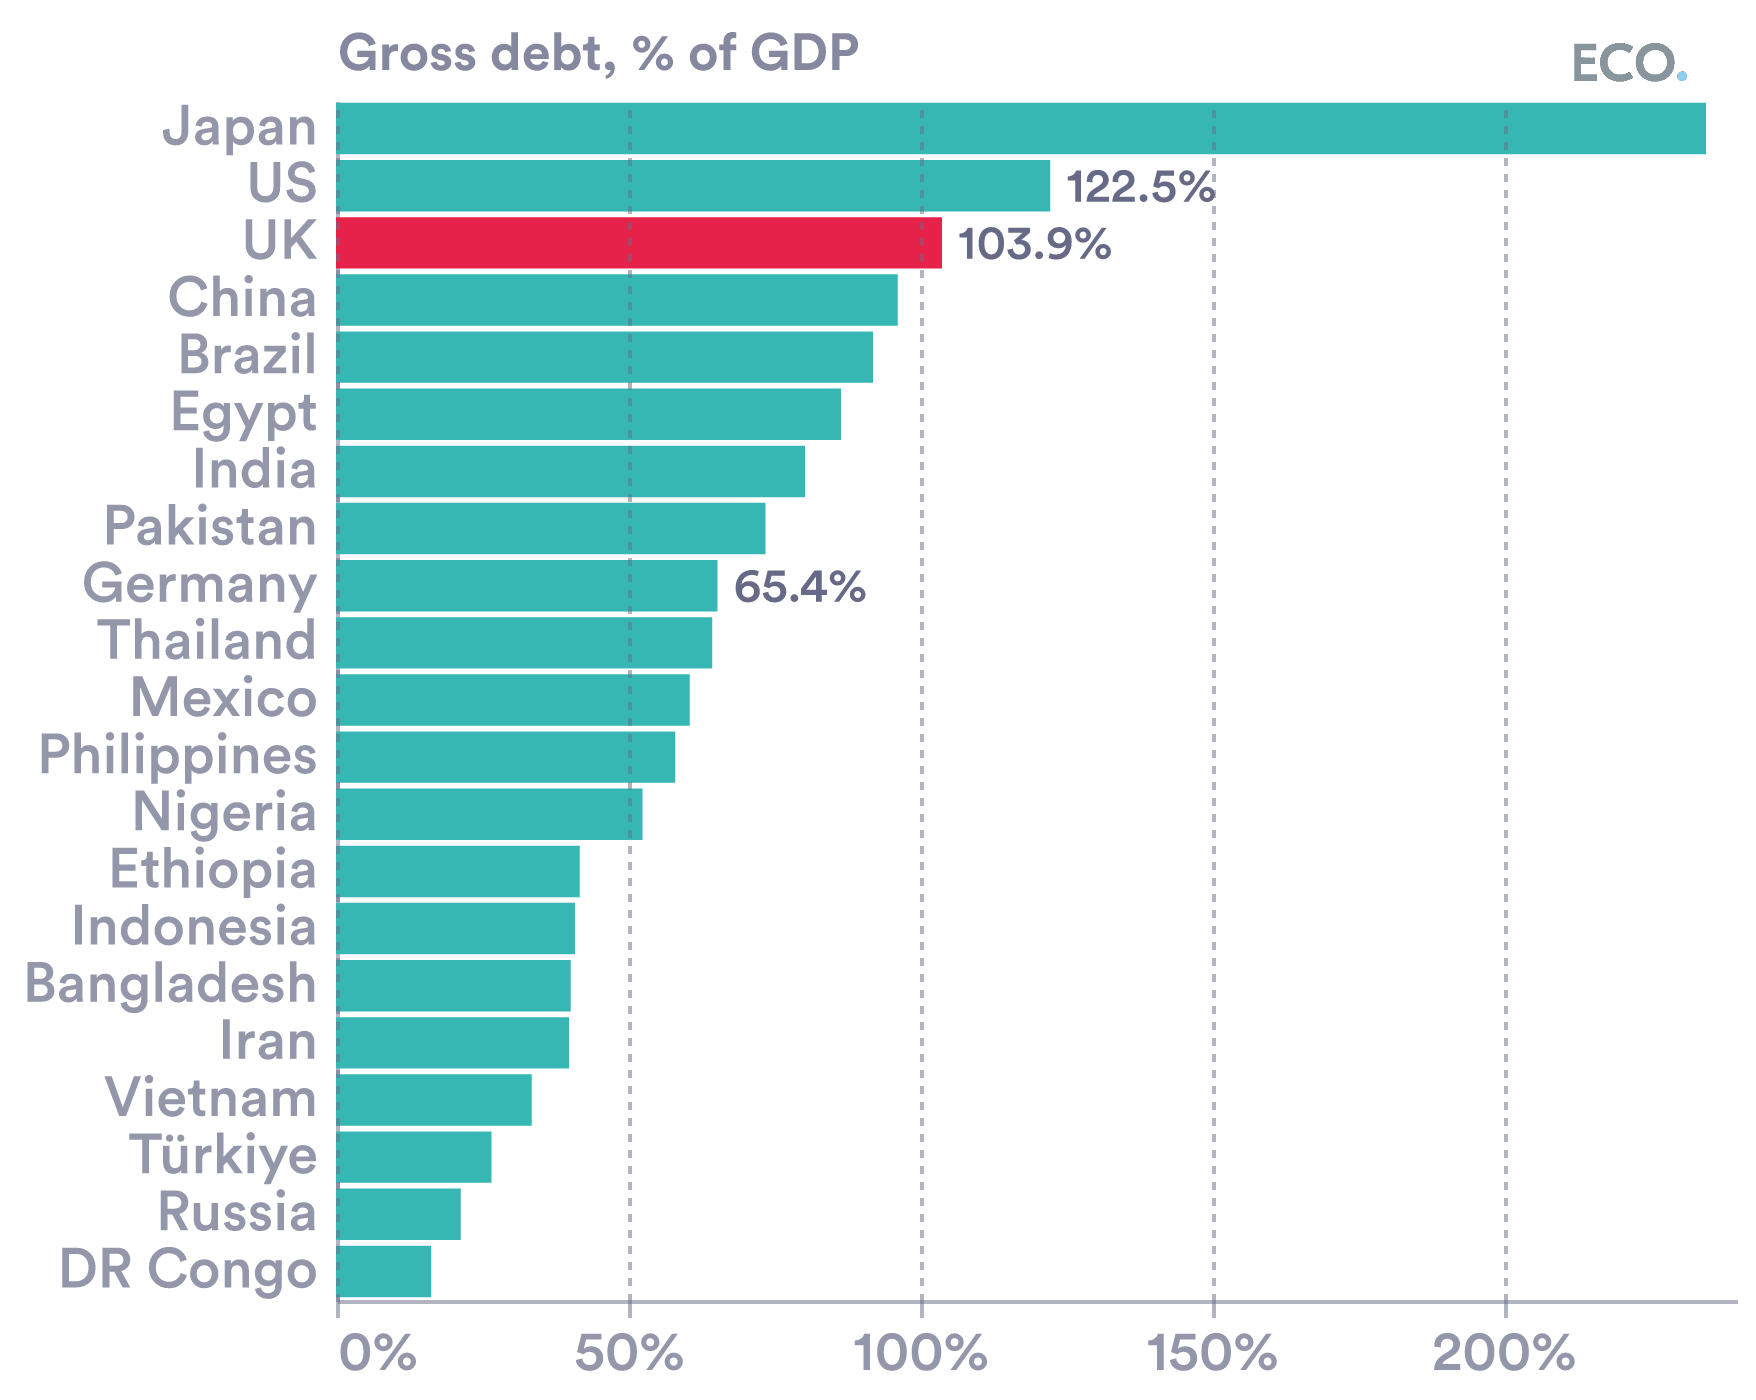 Gross debt, % of GDP
ECO.
Japan
US 122.5%
UK 103.9%
China
Brazil
Egypt
India
Pakistan
Germany 65.4%
Thailand
Mexico
Philippines
Nigeria
Ethiopia
Indonesia
Bangladesh
Iran
Vietnam
Türkiye
Russia
DR Congo
0% 50% 100% 150% 200%